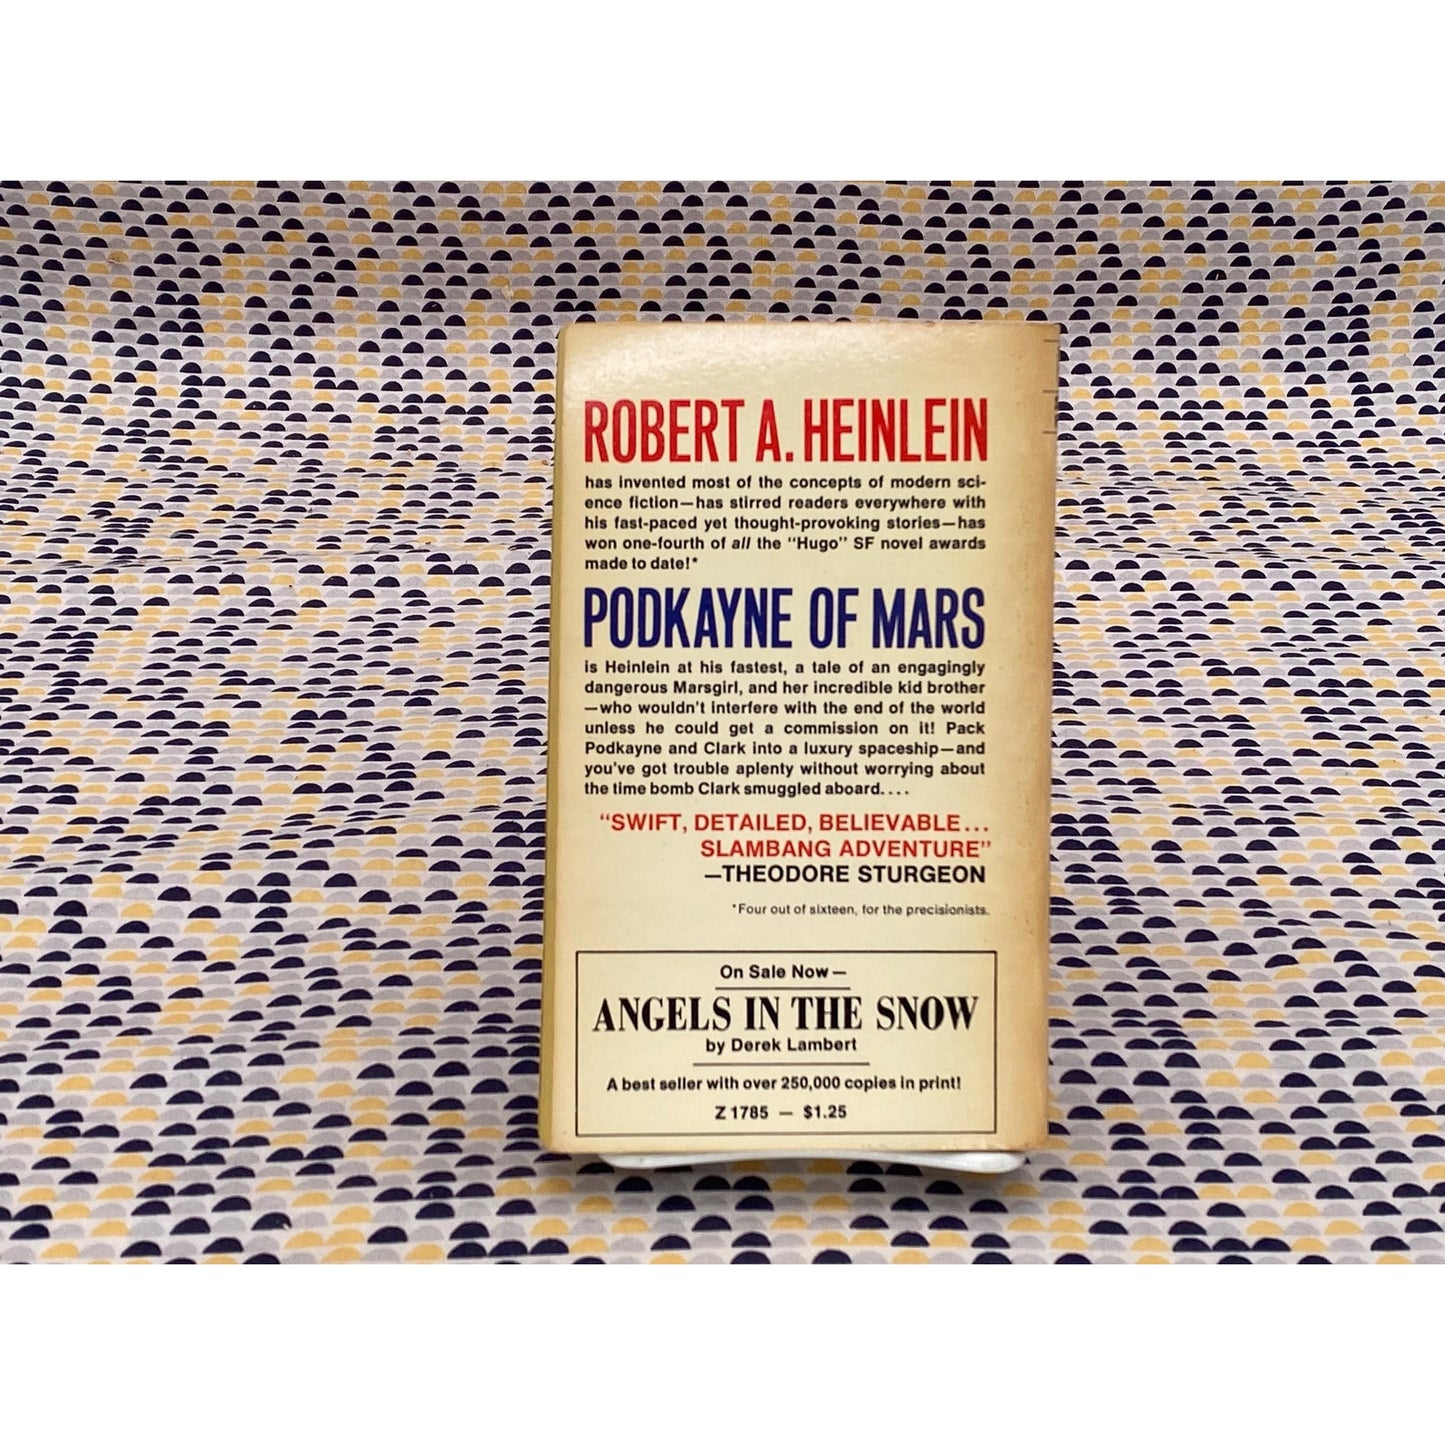 ROBERT A. HEINLEIN
has invented most of the concepts of modern sci-
ence fiction—has stirred readers everywhere with
his fast-paced yet thought-provoking stories—has
won one-fourth of all the "Hugo" SF novel awards
made to date!*
PODKAYNE OF MARS
is Heinlein at his fastest, a tale of an engagingly
dangerous Marsgirl, and her incredible kid brother
—who wouldn't interfere with the end of the world
unless he could get a commission on it! Pack
Podkayne and Clark into a luxury spaceship—and
you've got trouble aplenty without worrying about
the time bomb Clark smuggled aboard....
"SWIFT, DETAILED, BELIEVABLE...
SLAMBANG ADVENTURE"
—THEODORE STURGEON
*Four out of sixteen, for the precisionists.
On Sale Now—
ANGELS IN THE SNOW
by Derek Lambert
A best seller with over 250,000 copies in print!
Z 1785 — $1.25